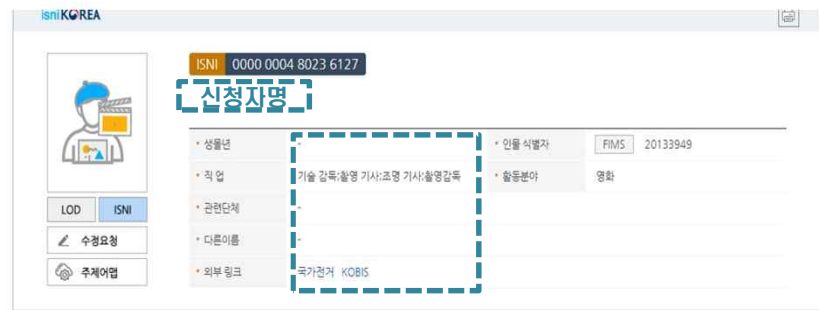 isni KOREA
ISNI 0000 0004 8023 6127
신청자명
생몰년 - 인물 식별자 FIMS 20133949
직 업 기술 감독;촬영 기사;조명 기사;촬영감독 활동분야 영화
LOD ISNI 관련단체 -
수정요청 다른이름 -
주제어맵 외부 링크 국가전거 KOBIS